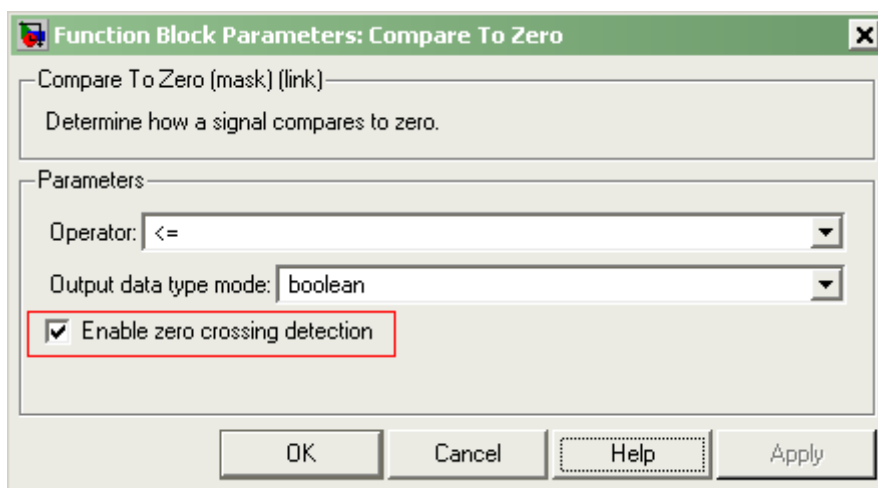 Function Block Parameters: Compare To Zero
Compare To Zero (mask) (link)
Determine how a signal compares to zero.
Parameters
Operator: <=
Output data type mode: boolean
Enable zero crossing detection
OK Cancel Help Apply